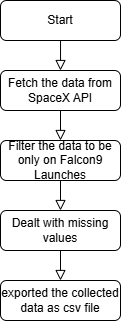 Start
Fetch the data from
SpaceX API
Filter the data to be
only on Falcon9
Launches
Dealt with missing
values
exported the collected
data as csv file